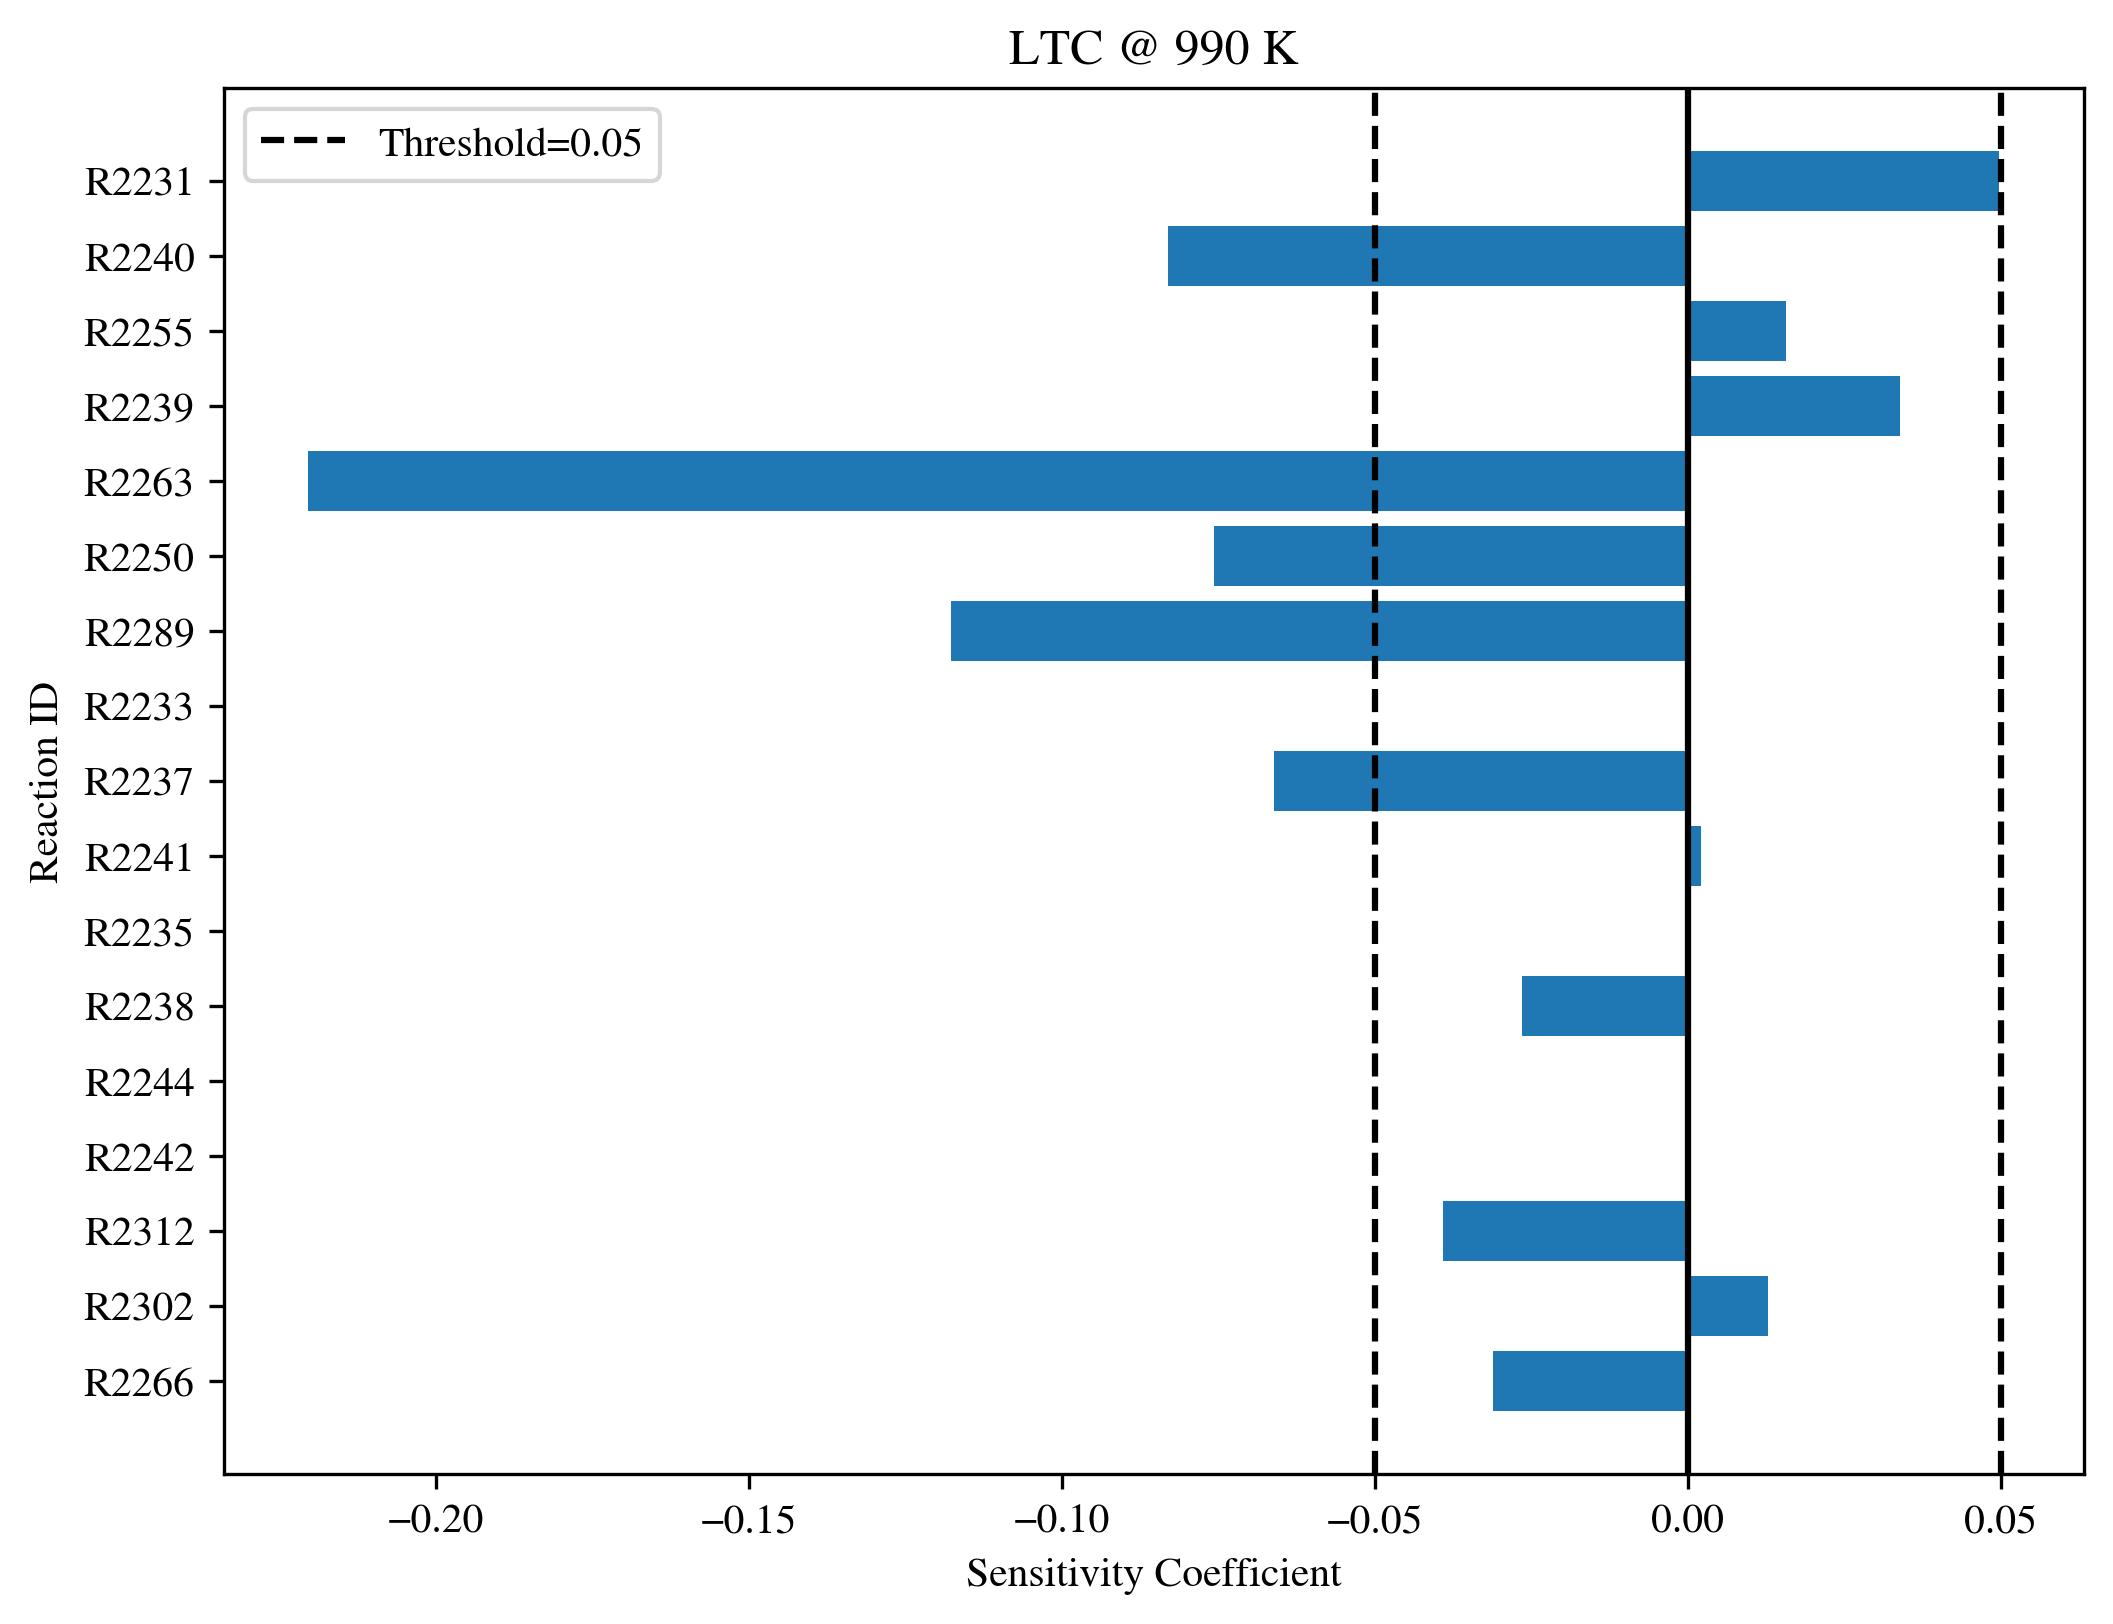 LTC @ 990 K
Threshold=0.05
R2231
R2240
R2255
R2239
R2263
R2250
R2289
R2233
R2237
R2241
R2235
R2238
R2244
R2242
R2312
R2302
R2266
Reaction ID
−0.20 −0.15 −0.10 −0.05 0.00 0.05
Sensitivity Coefficient